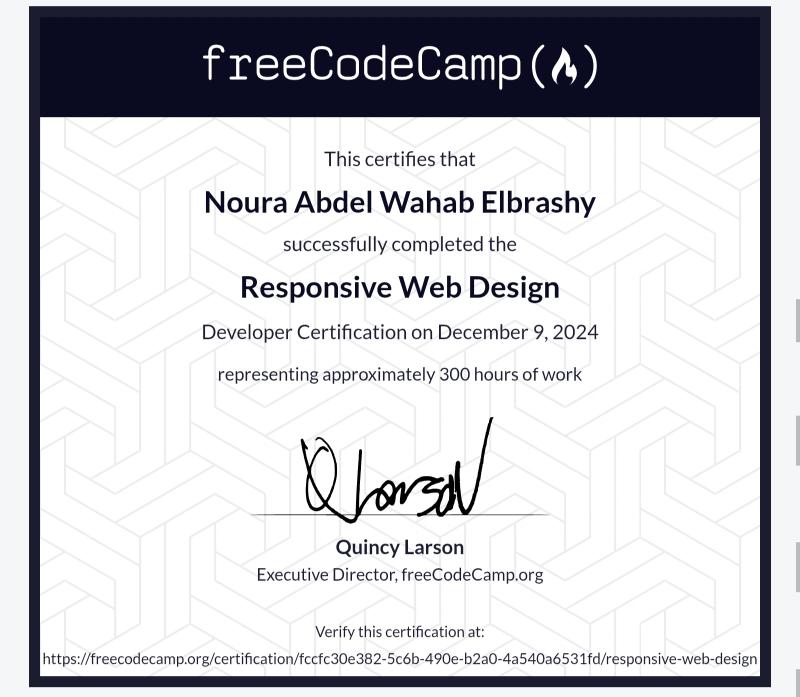 freeCodeCamp
This certifies that
Noura Abdel Wahab Elbrashy
successfully completed the
Responsive Web Design
Developer Certification on December 9, 2024
representing approximately 300 hours of work
Q Larson
Quincy Larson
Executive Director, freeCodeCamp.org
Verify this certification at:
https://freecodecamp.org/certification/fccfc30e382-5c6b-490e-b2a0-4a540a6531fd/responsive-web-design